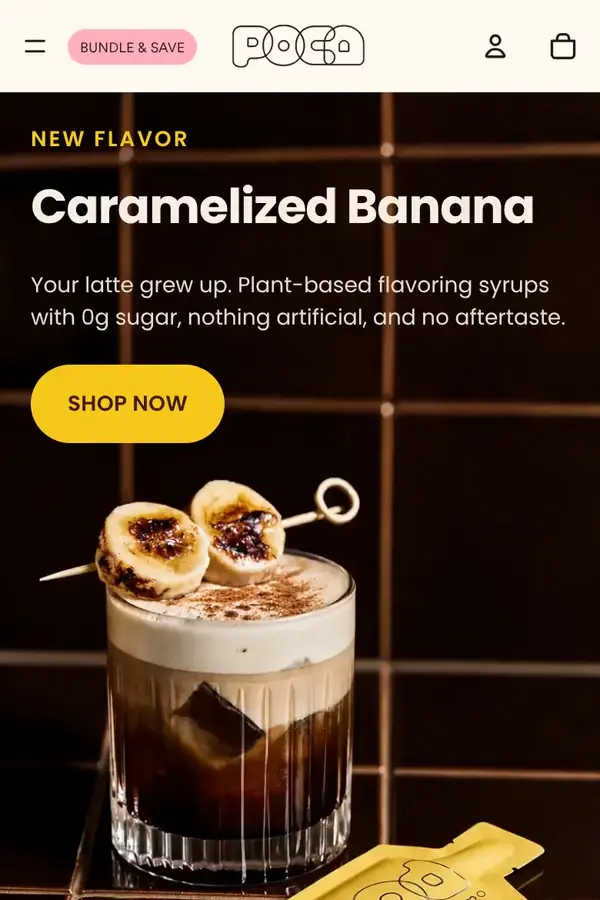 BUNDLE & SAVE
POCA
NEW FLAVOR
Caramelized Banana
Your latte grew up. Plant-based flavoring syrups
with 0g sugar, nothing artificial, and no aftertaste.
SHOP NOW